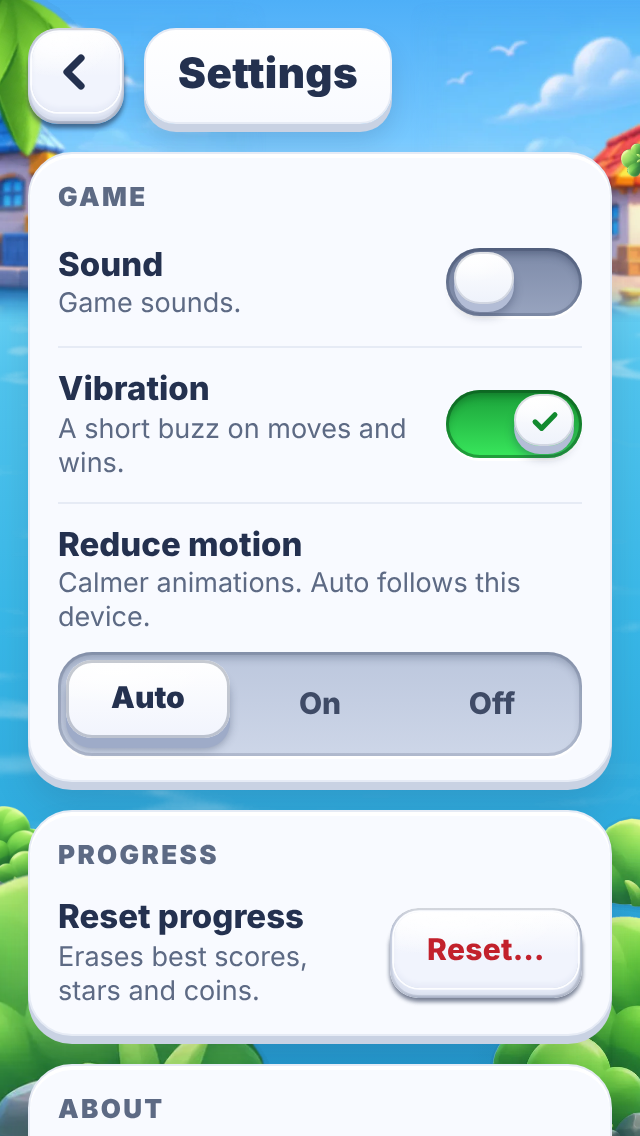 Settings
GAME
Sound
Game sounds.
Vibration
A short buzz on moves and
wins.
Reduce motion
Calmer animations. Auto follows this
device.
Auto
On
Off
PROGRESS
Reset progress
Erases best scores,
stars and coins.
Reset...
ABOUT